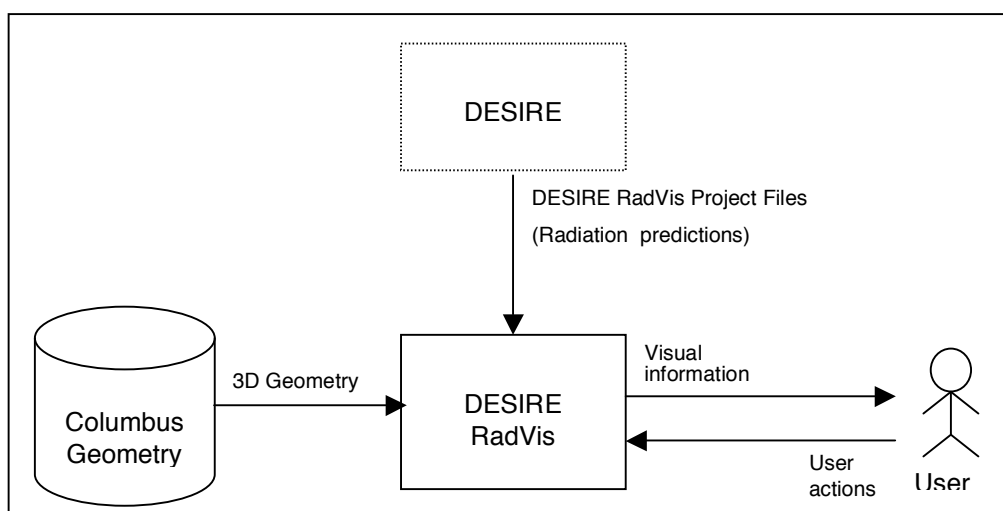 DESIRE
DESIRE RadVis Project Files
(Radiation predictions)
3D Geometry
Columbus
Geometry
DESIRE
RadVis
Visual
information
User
actions
User